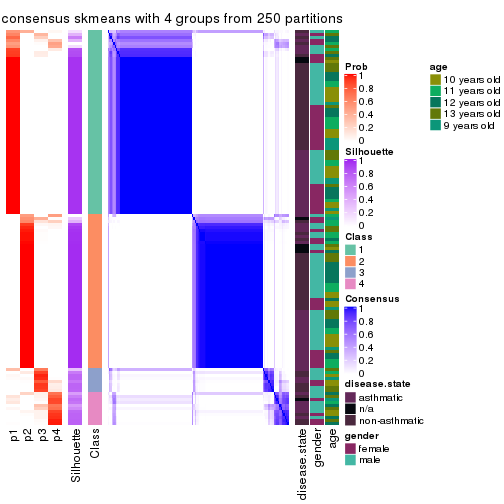 consensus skmeans with 4 groups from 250 partitions
Prob
1
0.8
0.6
0.4
0.2
0
Silhouette
1
0.8
0.6
0.4
0.2
0
Class
1
2
3
4
Consensus
1
0.8
0.6
0.4
0.2
0
disease.state
asthmatic
n/a
non-asthmatic
gender
female
male
age
10 years old
11 years old
12 years old
13 years old
9 years old
p1
p2
p3
p4
Silhouette
Class
disease.state
gender
age